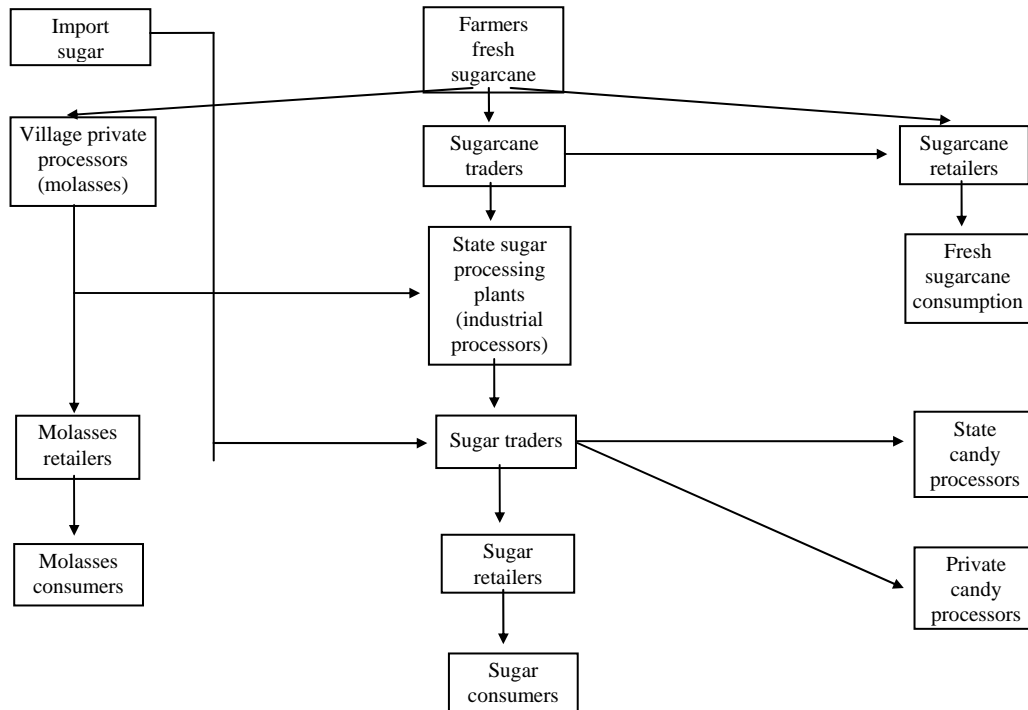 Import
sugar
Farmers
fresh
sugarcane
Village private
processors
(molasses)
Sugarcane
traders
Sugarcane
retailers
State sugar
processing
plants
(industrial
processors)
Fresh
sugarcane
consumption
Molasses
retailers
Sugar traders
State
candy
processors
Molasses
consumers
Sugar
retailers
Private
candy
processors
Sugar
consumers